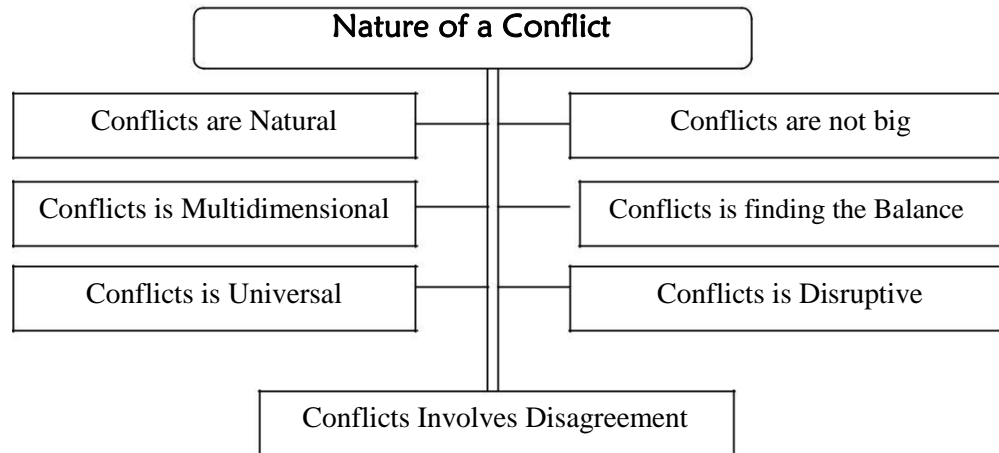 Nature of a Conflict
Conflicts are Natural
Conflicts are not big
Conflicts is Multidimensional
Conflicts is finding the Balance
Conflicts is Universal
Conflicts is Disruptive
Conflicts Involves Disagreement